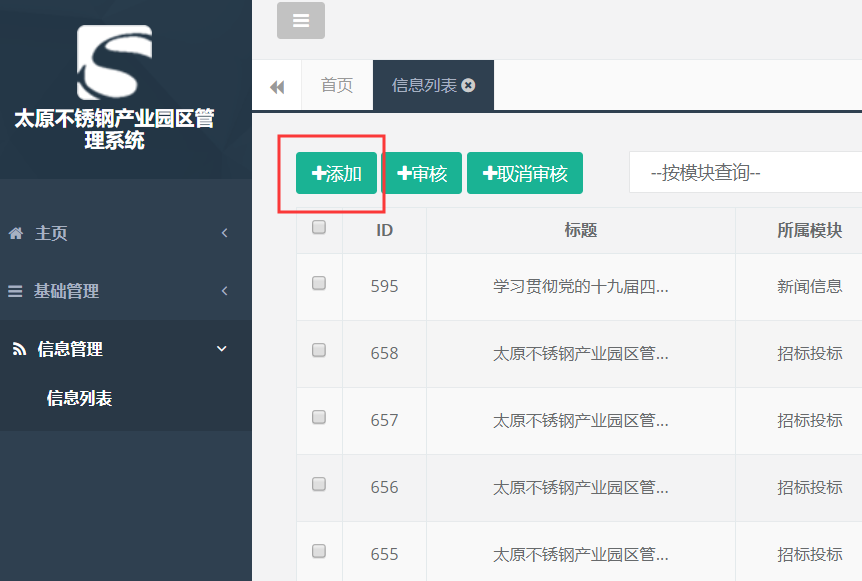 太原不锈钢产业园区管
理系统
主页
基础管理
信息管理
信息列表
首页
信息列表
添加
审核
取消审核
--按模块查询--
ID
标题
所属模块
595
学习贯彻党的十九届四...
新闻信息
658
太原不锈钢产业园区管...
招标投标
657
太原不锈钢产业园区管...
招标投标
656
太原不锈钢产业园区管...
招标投标
655
太原不锈钢产业园区管...
招标投标